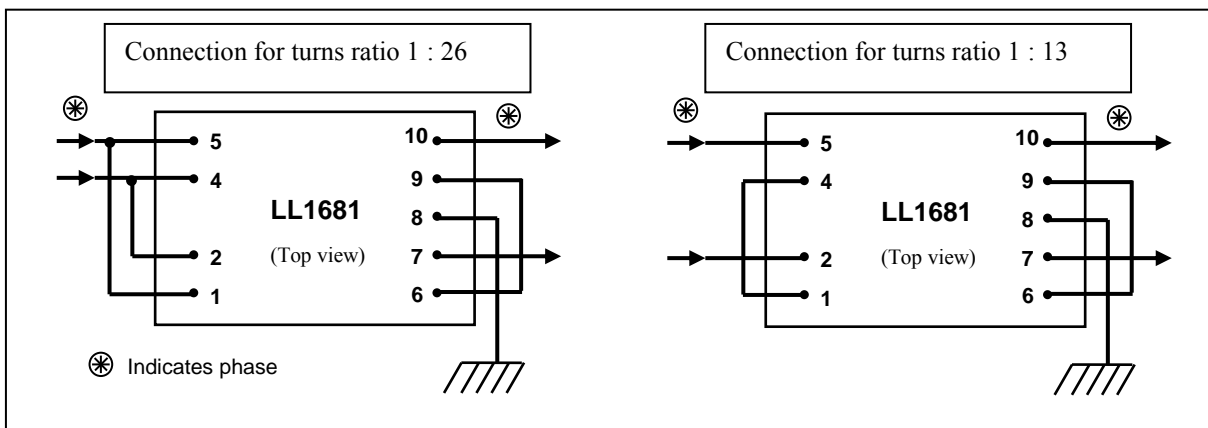 Connection for turns ratio 1 : 26
5
4
2
1
10
9
8
7
6
LL1681
(Top view)
Indicates phase
Connection for turns ratio 1 : 13
5
4
2
1
10
9
8
7
6
LL1681
(Top view)